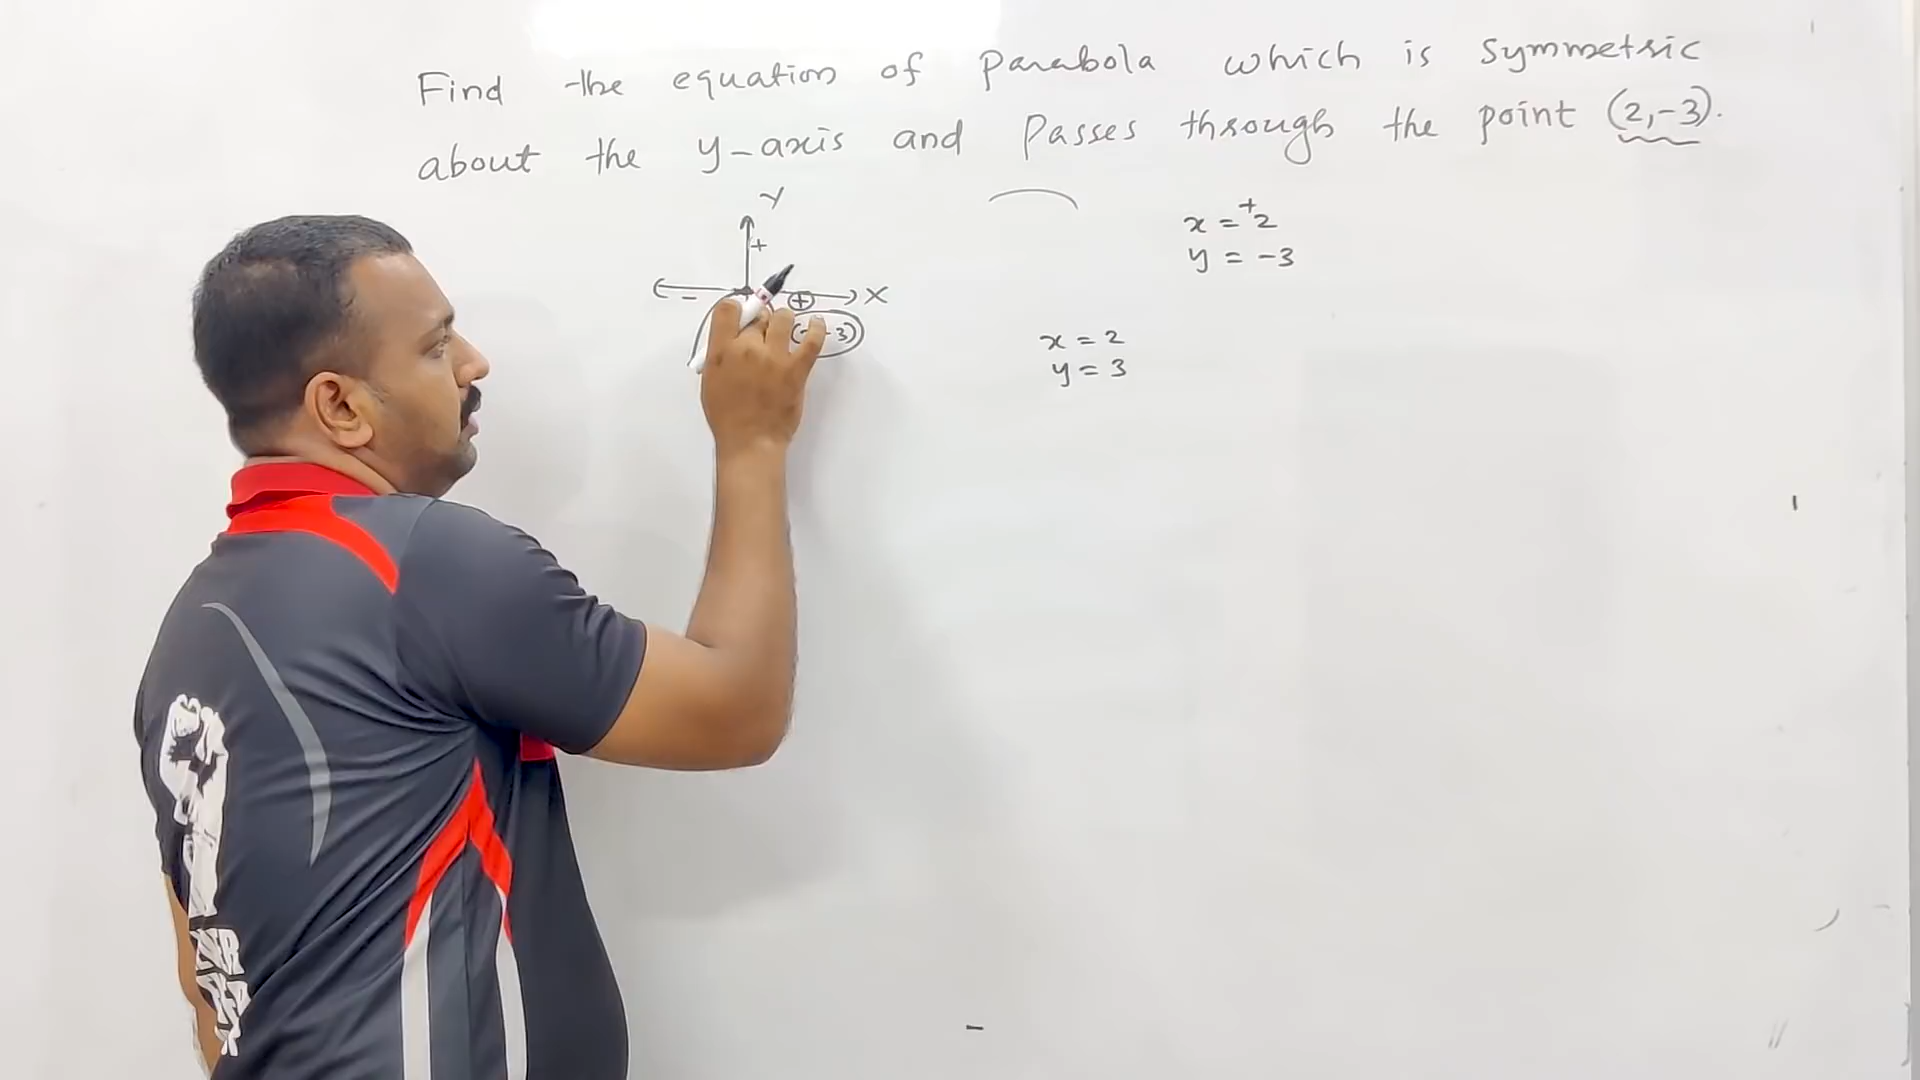 Find the equation of parabola which is symmetric
about the y-axis and Passes through the point (2,-3).
Y
x = +2
y = -3
+
- + X
3)
x = 2
y = 3